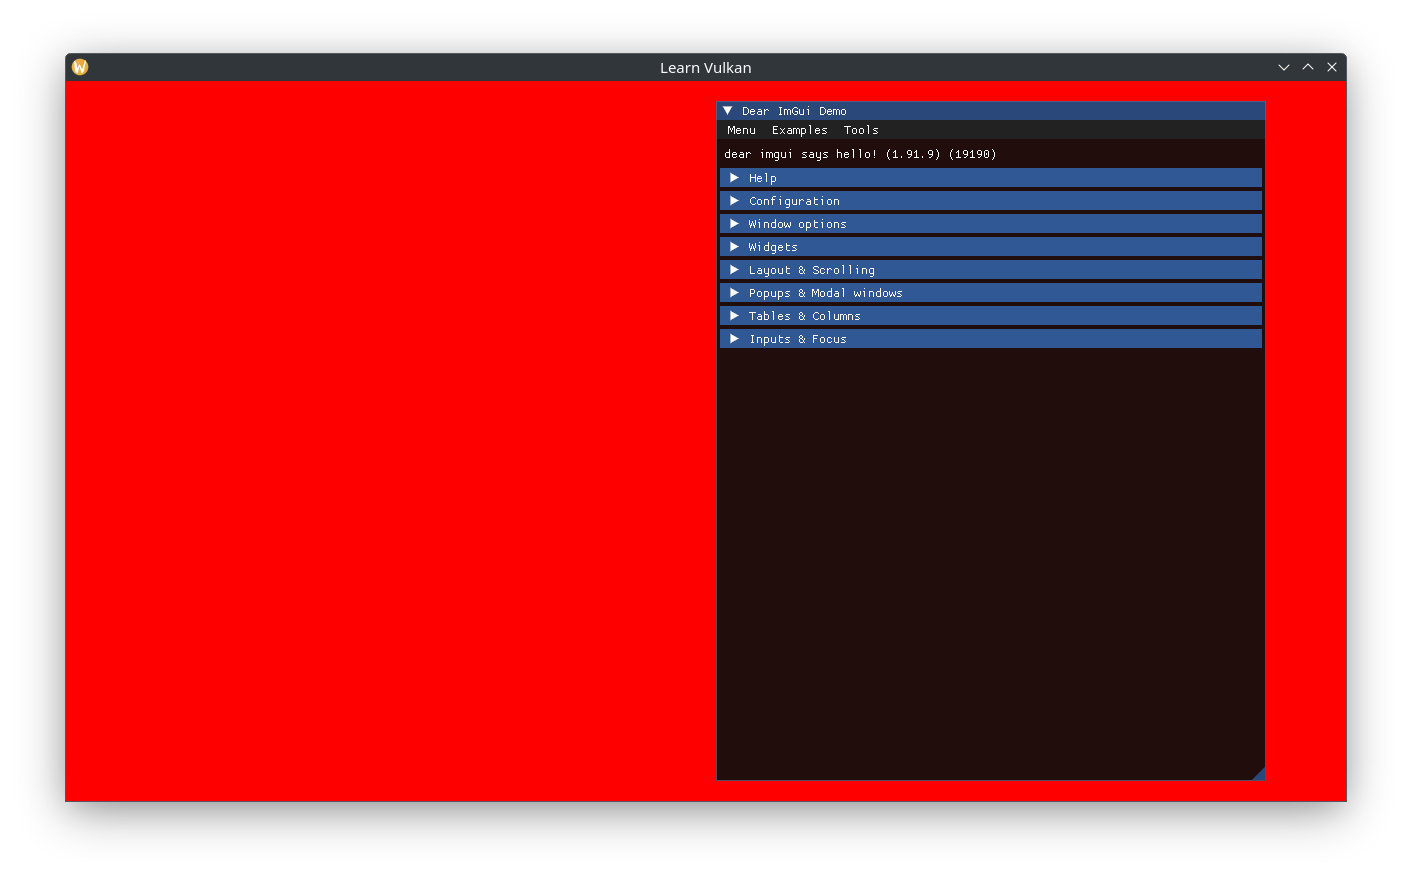 Learn Vulkan
Dear ImGui Demo
Menu Examples Tools
dear imgui says hello! (1.91.9) (19190)
Help
Configuration
Window options
Widgets
Layout & Scrolling
Popups & Modal windows
Tables & Columns
Inputs & Focus